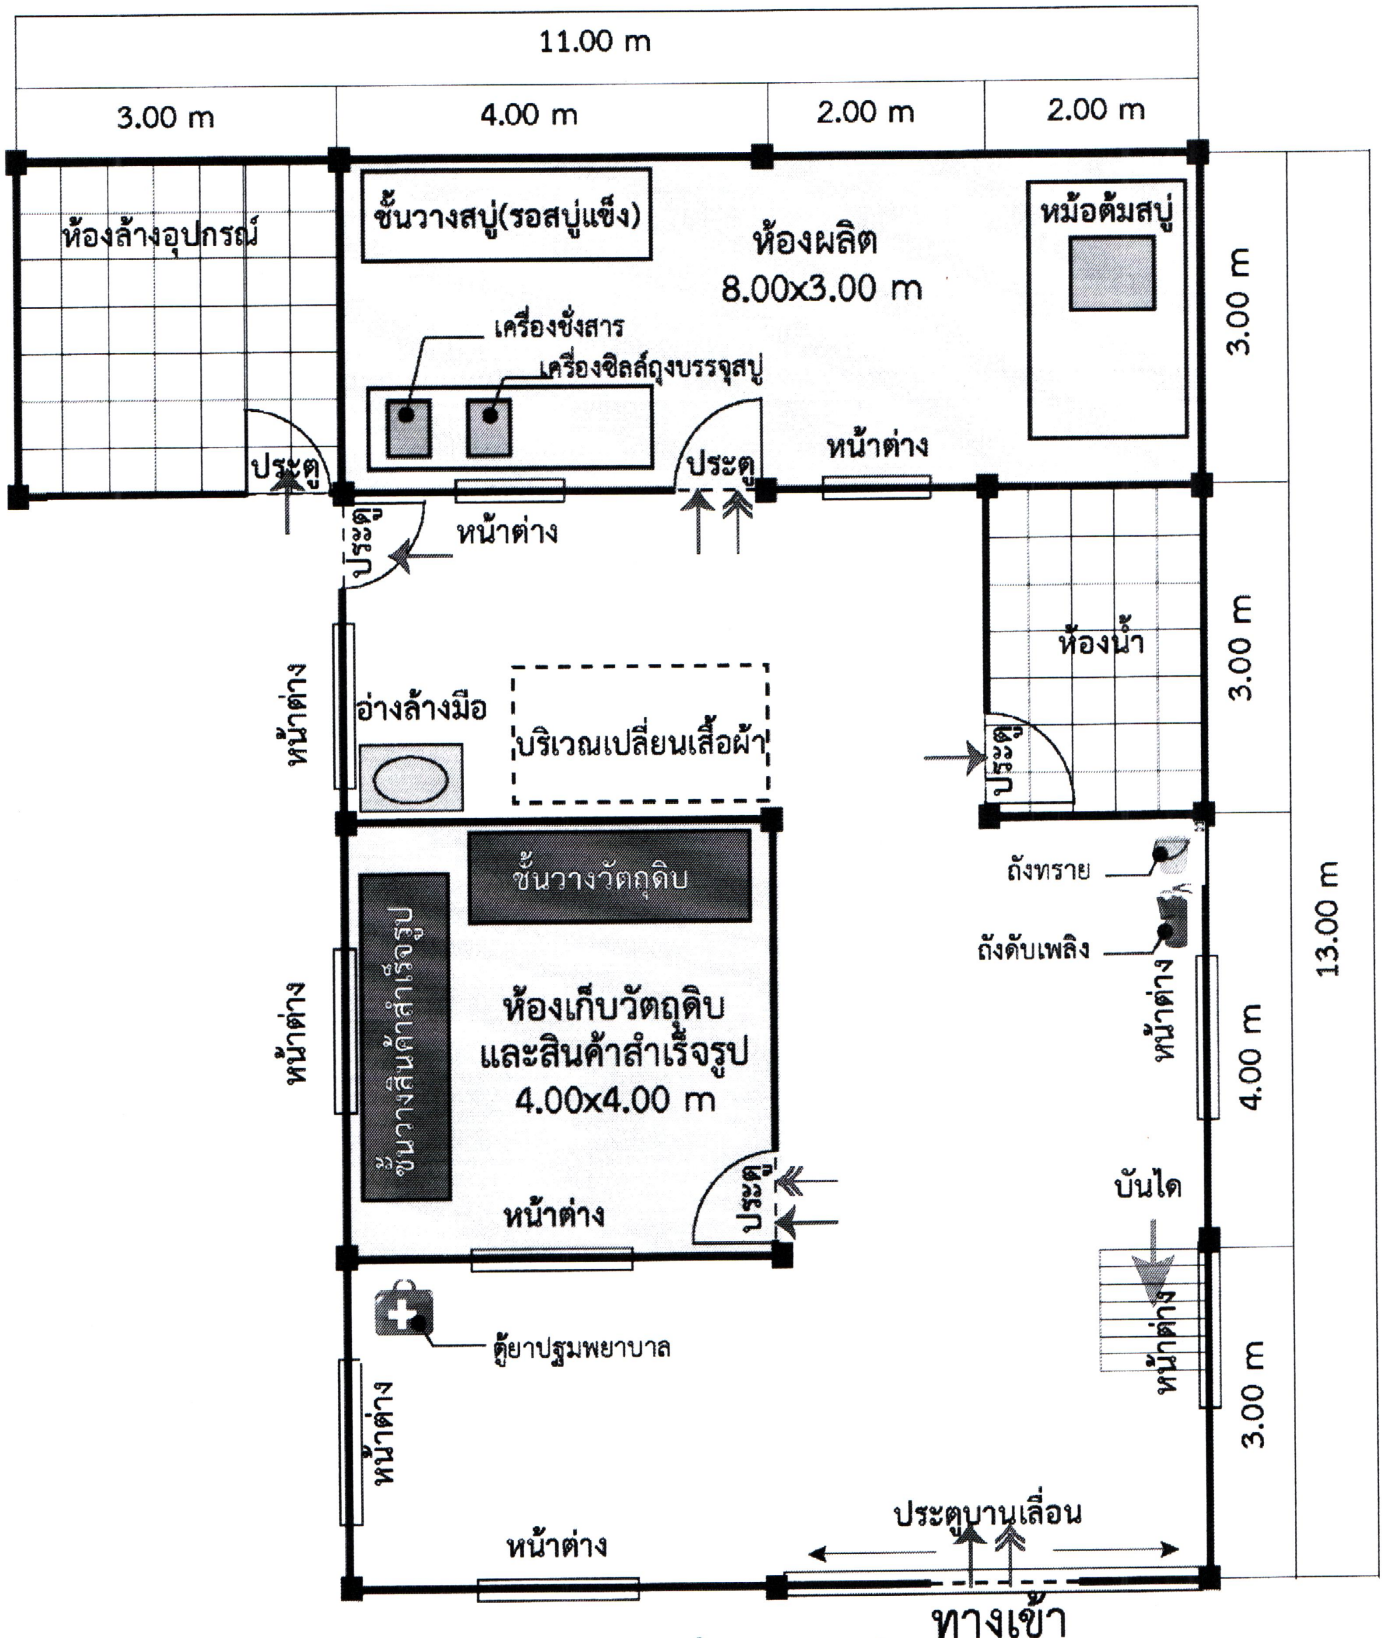 11.00 m
3.00 m
4.00 m
2.00 m
2.00 m
ห้องล้างอุปกรณ์
ชั้นวางสบู่(รอสบู่แข็ง)
ห้องผลิต
8.00x3.00 m
หม้อต้มสบู่
3.00 m
เครื่องชั่งสาร
เครื่องซิลล์ถุงบรรจุสบู่
ประตู
ประตู
หน้าต่าง
ประตู
หน้าต่าง
หน้าต่าง
อ่างล้างมือ
บริเวณเปลี่ยนเสื้อผ้า
ห้องน้ำ
ประตู
3.00 m
ชั้นวางวัตถุดิบ
ถังทราย
ถังดับเพลิง
หน้าต่าง
ชั้นวางสินค้าสำเร็จรูป
ห้องเก็บวัตถุดิบ
และสินค้าสำเร็จรูป
4.00x4.00 m
หน้าต่าง
4.00 m
13.00 m
ประตู
หน้าต่าง
บันได
หน้าต่าง
ตู้ยาปฐมพยาบาล
หน้าต่าง
3.00 m
ประตูบานเลื่อน
หน้าต่าง
ทางเข้า